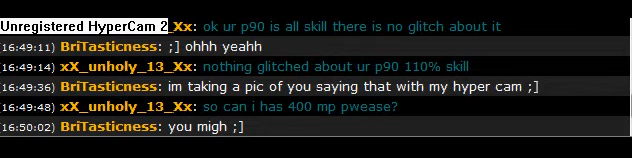 Unregistered HyperCam 2_Xx: ok ur p90 is all skill there is no glitch about it
[16:49:11) BriTasticness: ;] ohhh yeahh
[16:49:14) xX_unholy_13_Xx: nothing glitched about ur p90 110% skill
[16:49:36) BriTasticness: im taking a pic of you saying that with my hyper cam ;]
[16:49:48) xX_unholy_13_Xx: so can i has 400 mp pwease?
[16:50:02) BriTasticness: you migh ;]